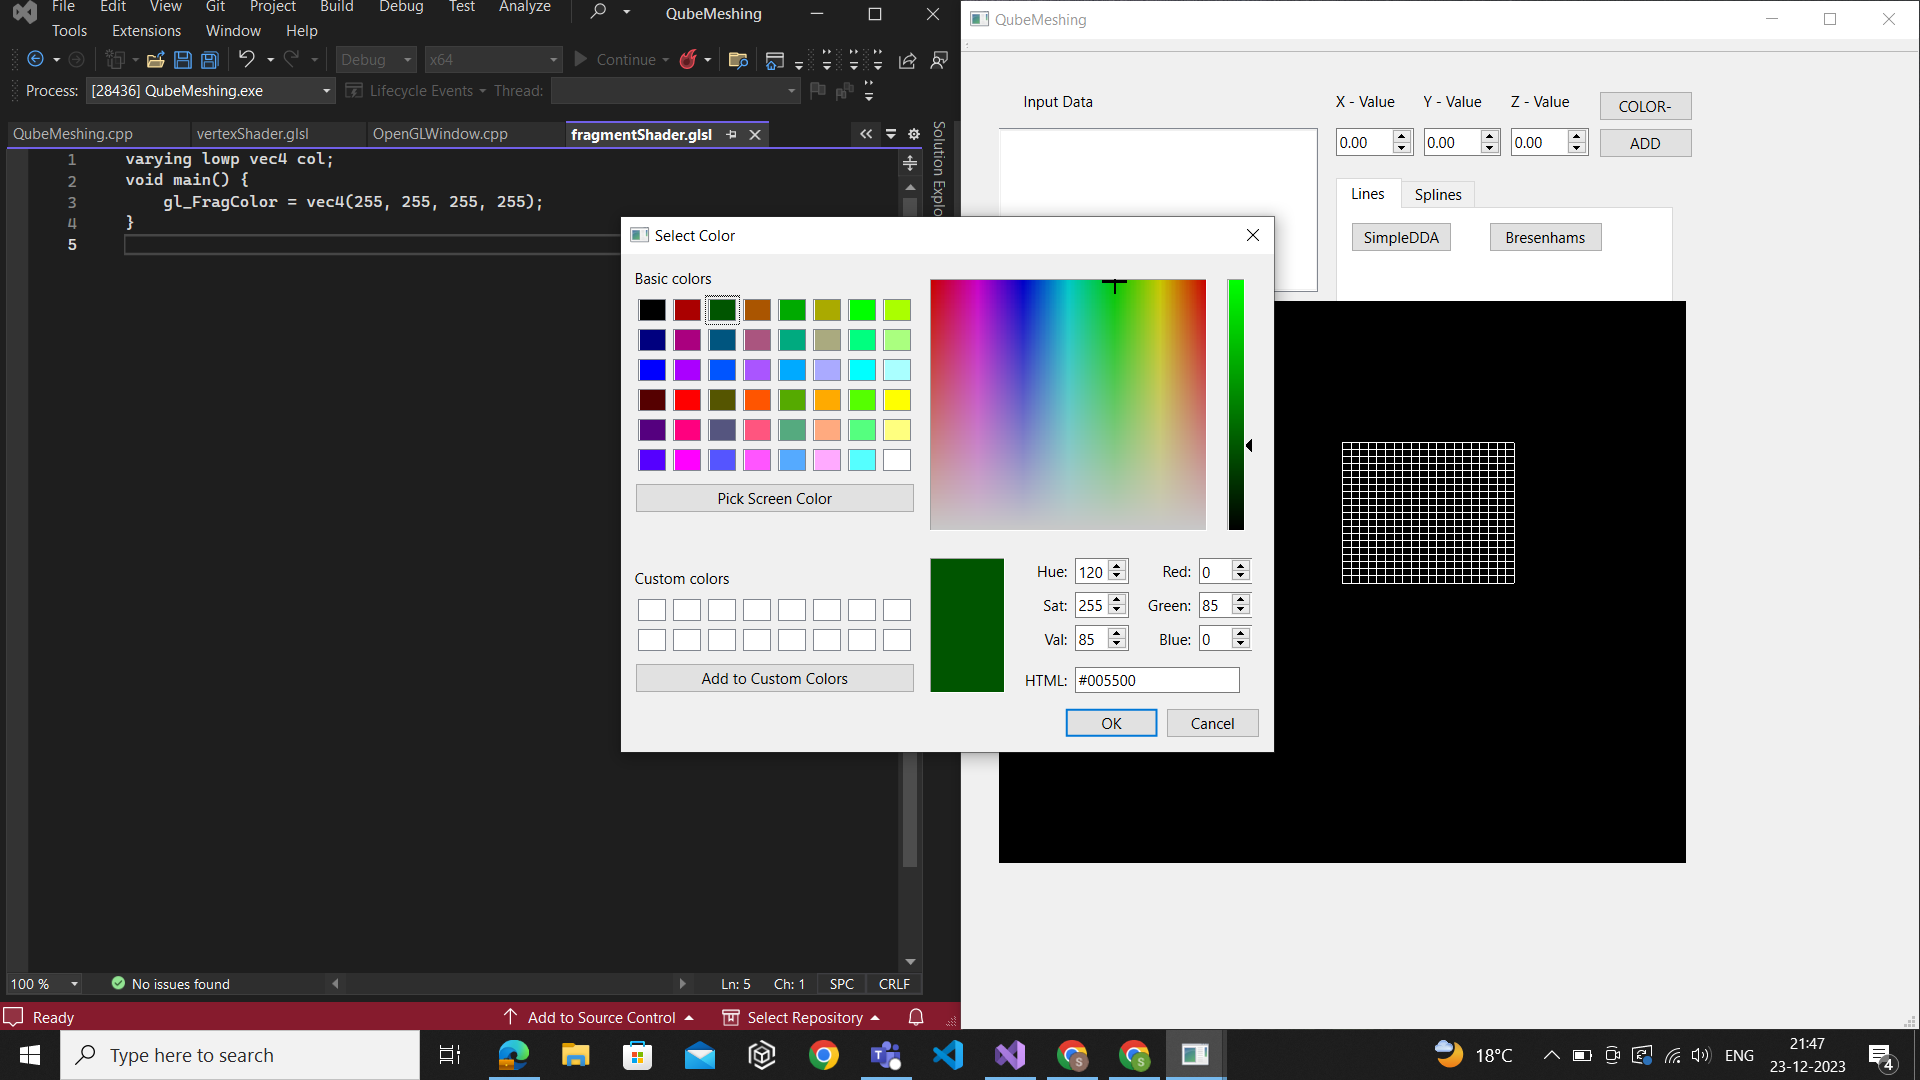 File Edit View Git Project Build Debug Test Analyze QubeMeshing
Tools Extensions Window Help
Debug x64 Continue
Process: [28436] QubeMeshing.exe Lifecycle Events Thread:
QubeMeshing.cpp vertexShader.glsl OpenGLWindow.cpp fragmentShader.glsl
1 varying lowp vec4 col;
2 void main() {
3 gl_FragColor = vec4(255, 255, 255, 255);
4 }
5
100 % No issues found Ln: 5 Ch: 1 SPC CRLF
Ready Add to Source Control Select Repository
QubeMeshing
Input Data
X - Value Y - Value Z - Value COLOR-
0.00 0.00 0.00 ADD
Lines Splines
SimpleDDA Bresenhams
Select Color
Basic colors
Pick Screen Color
Custom colors
Add to Custom Colors
Hue: 120 Red: 0
Sat: 255 Green: 85
Val: 85 Blue: 0
HTML: #005500
OK Cancel
Type here to search
18°C ENG 21:47
23-12-2023 4